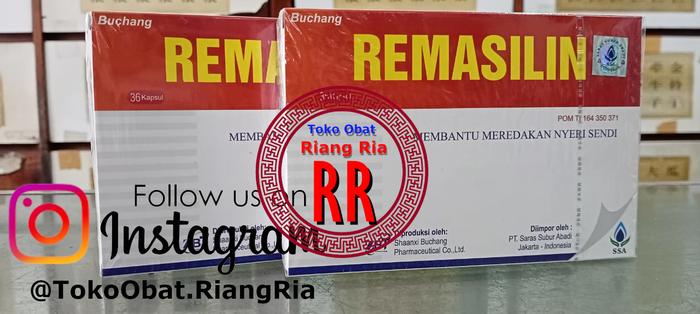 Buchang
REMA
36 Kapsul
Buchang
REMASILIN
POM TI 164 350 371
MEMBANTU MEREDAKAN NYERI SENDI
Diproduksi oleh :
Shaanxi Buchang
Pharmaceutical Co.,Ltd.
Diimpor oleh :
PT. Saras Subur Abadi
Jakarta - Indonesia
SSA
Toko Obat
Riang Ria
RR
Follow us on
Instagram
@TokoObat.RiangRia